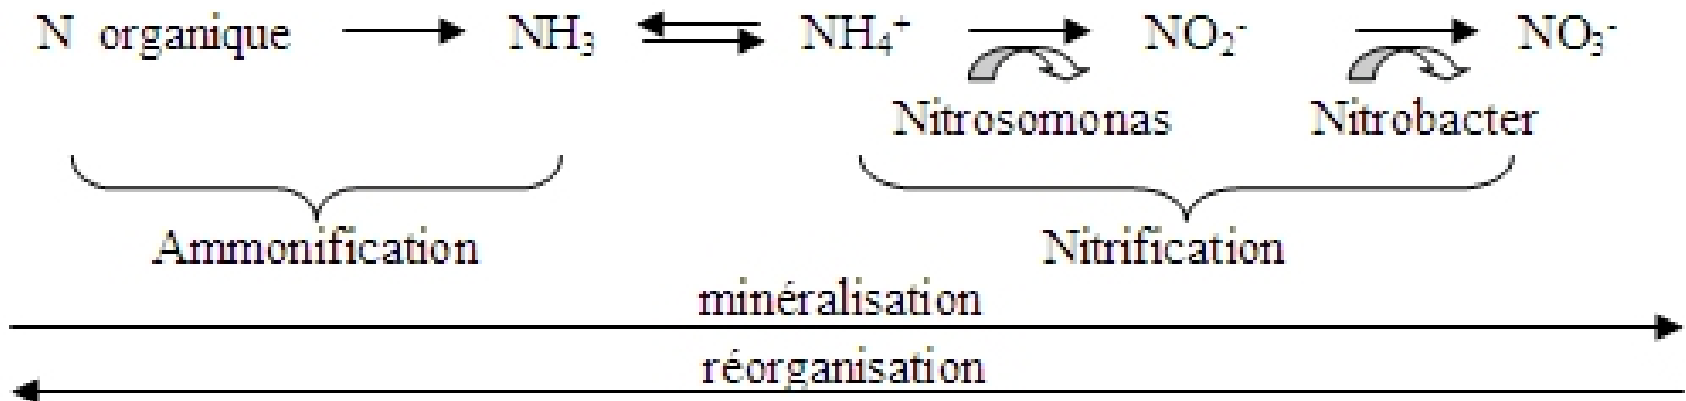 N organique NH₃ NH₄⁺ NO₂⁻ NO₃⁻
Nitrosomonas Nitrobacter
Ammonification Nitrification
minéralisation
réorganisation